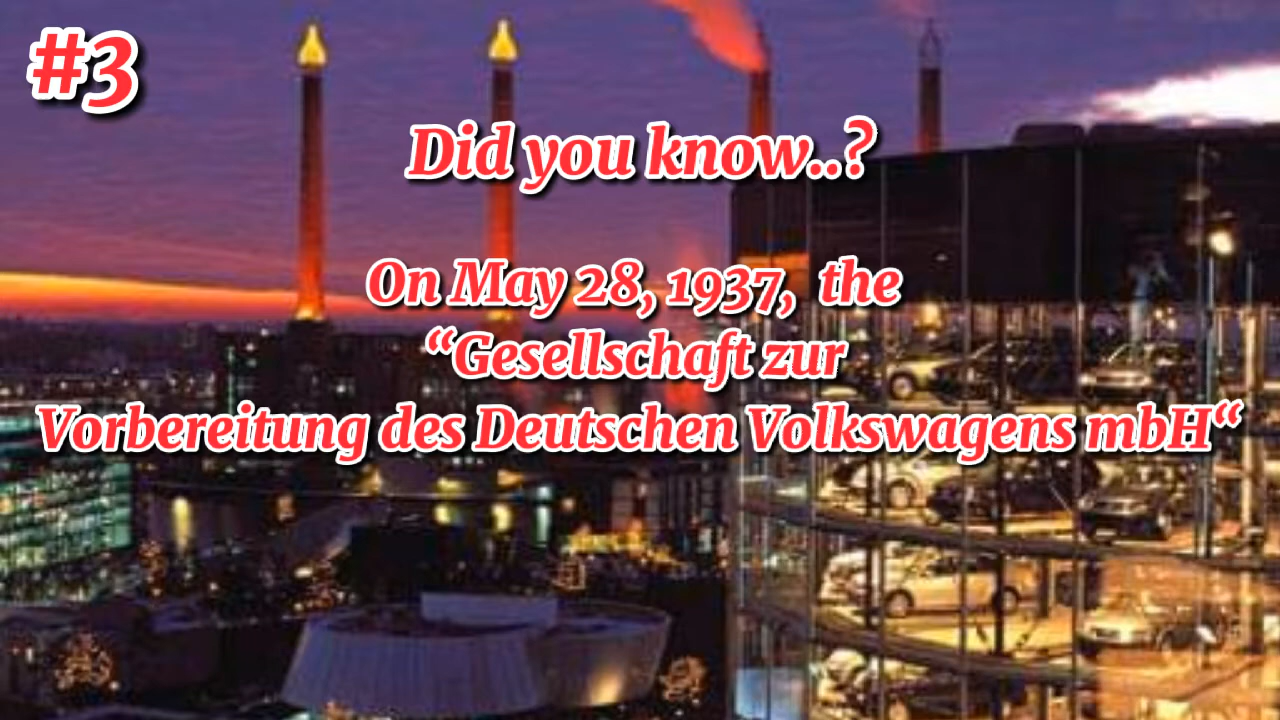 #3
Did you know..?
On May 28, 1937,  the
“Gesellschaft zur
Vorbereitung des Deutschen Volkswagens mbH“